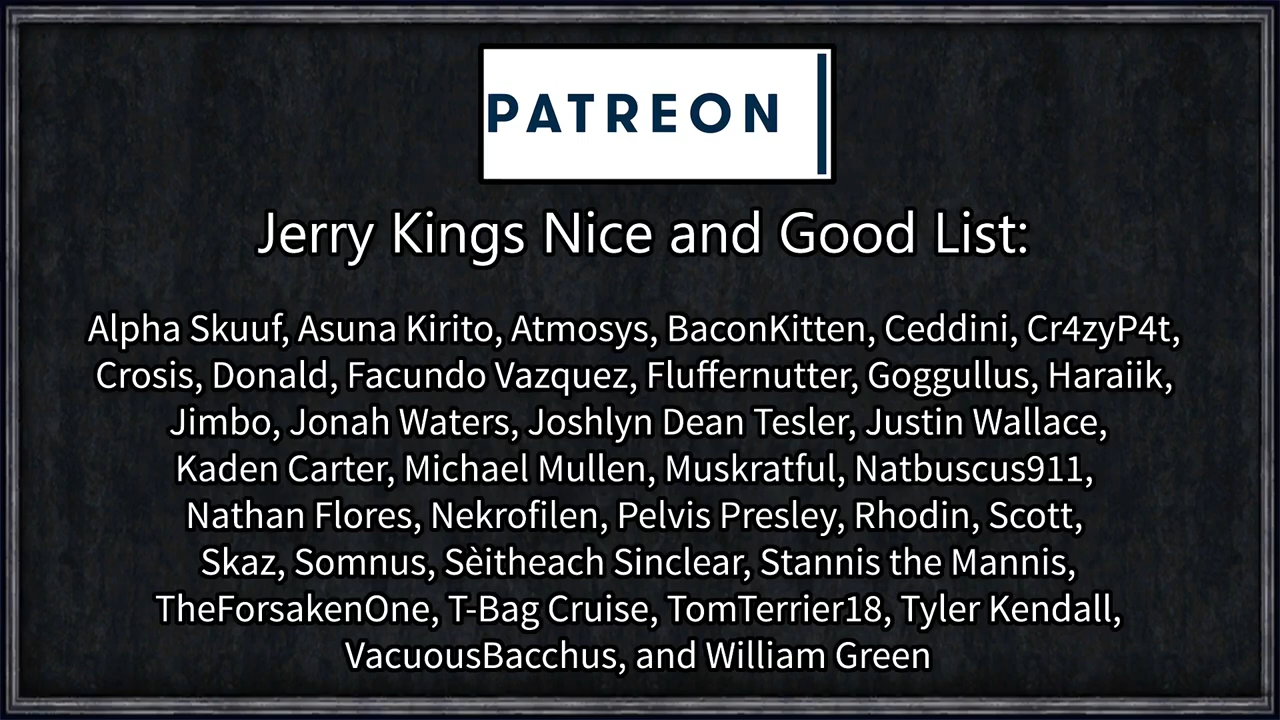 PATREON
Jerry Kings Nice and Good List:
Alpha Skuuf, Asuna Kirito, Atmosys, BaconKitten, Ceddini, Cr4zyP4t,
Crosis, Donald, Facundo Vazquez, Fluffernutter, Goggullus, Haraiik,
Jimbo, Jonah Waters, Joshlyn Dean Tesler, Justin Wallace,
Kaden Carter, Michael Mullen, Muskratful, Natbuscus911,
Nathan Flores, Nekrofilen, Pelvis Presley, Rhodin, Scott,
Skaz, Somnus, Sèitheach Sinclear, Stannis the Mannis,
TheForsakenOne, T-Bag Cruise, TomTerrier18, Tyler Kendall,
VacuousBacchus, and William Green